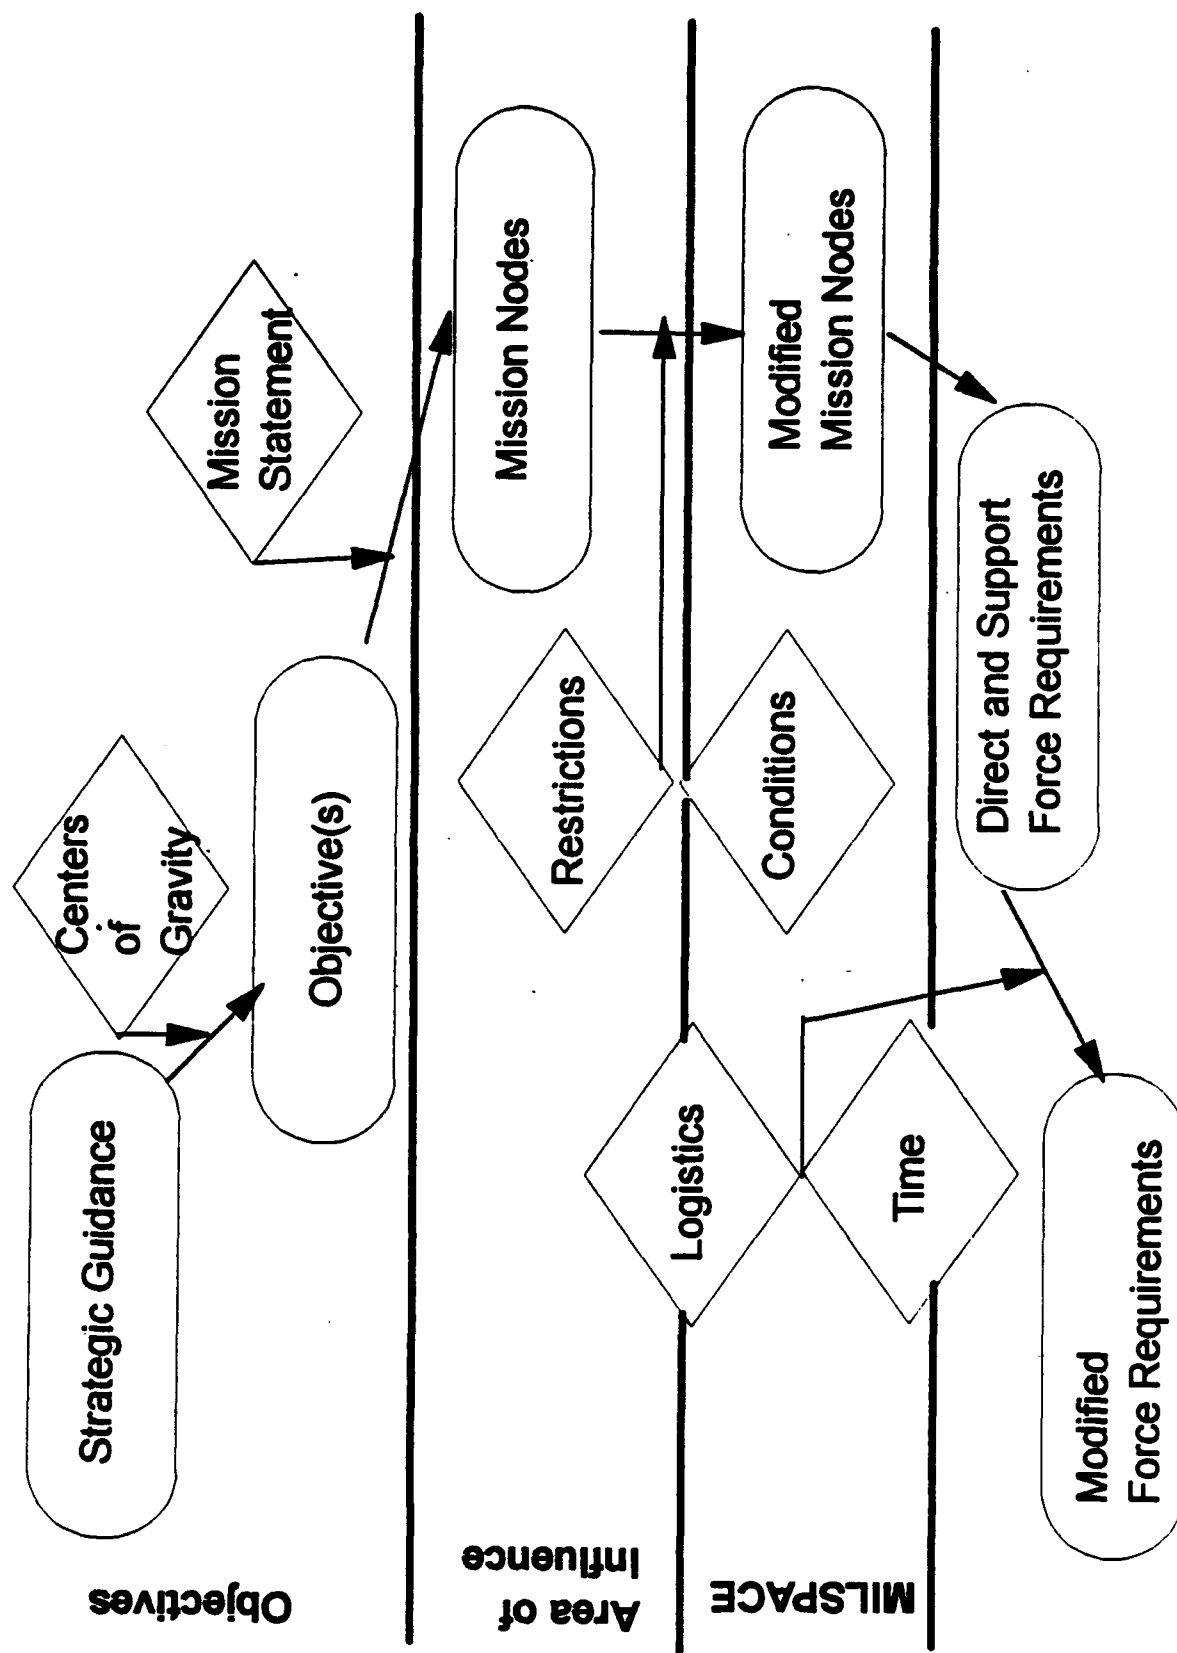 Objectives
Strategic Guidance
Centers
of
Gravity
Objective(s)
Mission
Statement
Area of
Influence
Mission Nodes
Restrictions
MILSPACE
Logistics
Conditions
Modified
Mission Nodes
Time
Direct and Support
Force Requirements
Modified
Force Requirements